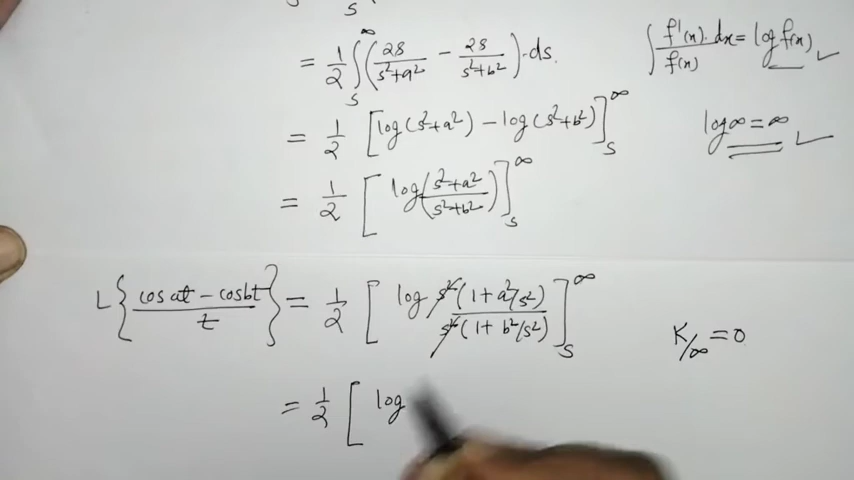 s
= 1/2 ∫_s^∞ (2s/(s²+a²) − 2s/(s²+b²)) · ds.
∫ f'(x).dx/f(x) = log f(x) ✓
= 1/2 [log(s²+a²) − log(s²+b²)]_s^∞
log ∞ = ∞ ✓
= 1/2 [log((s²+a²)/(s²+b²))]_s^∞
L{(cos at − cos bt)/t} = 1/2 [log s²(1+a²/s²)/s²(1+b²/s²)]_s^∞
K/∞ = 0
= 1/2 [log